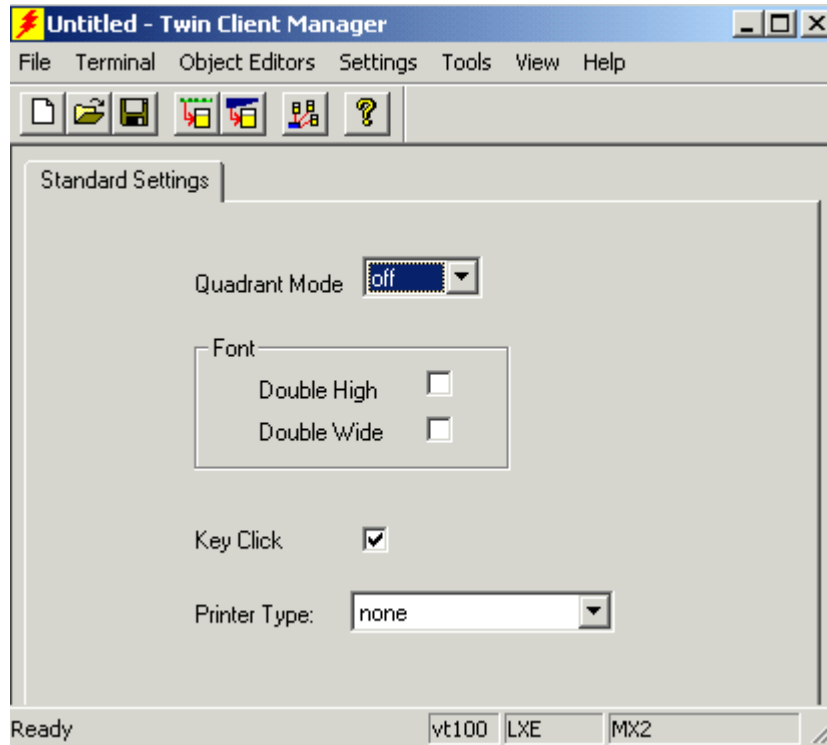 Untitled - Twin Client Manager
File Terminal Object Editors Settings Tools View Help
Standard Settings
Quadrant Mode off
Font
Double High
Double Wide
Key Click
Printer Type: none
Ready vt100 LXE MX2